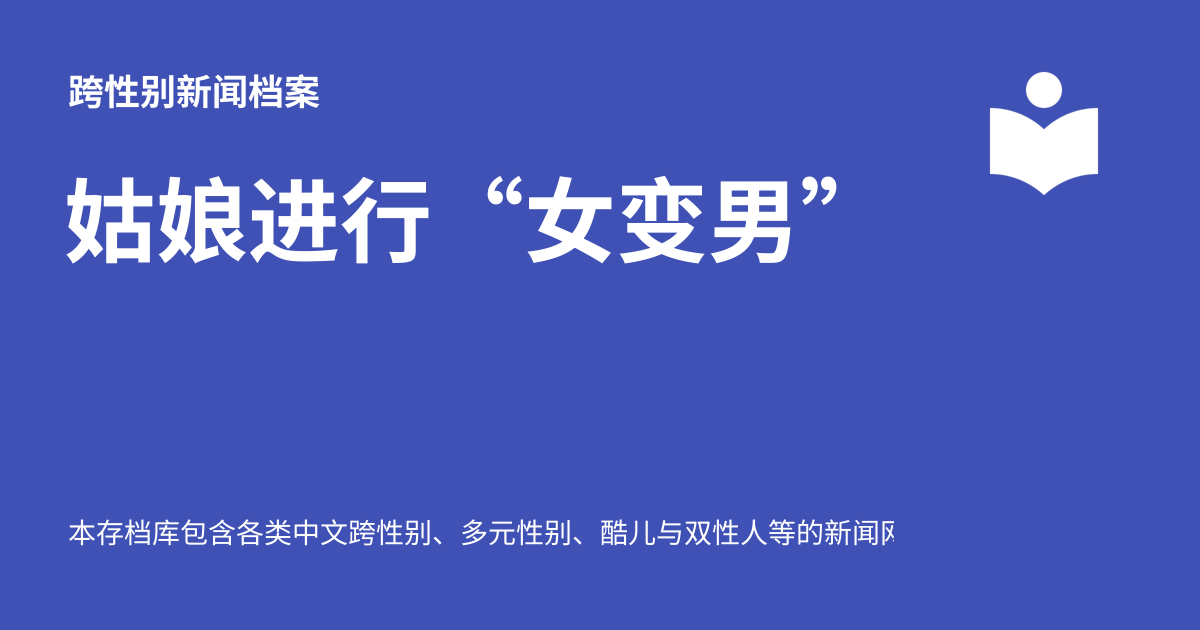 跨性别新闻档案
姑娘进行“女变男”
本存档库包含各类中文跨性别、多元性别、酷儿与双性人等的新闻